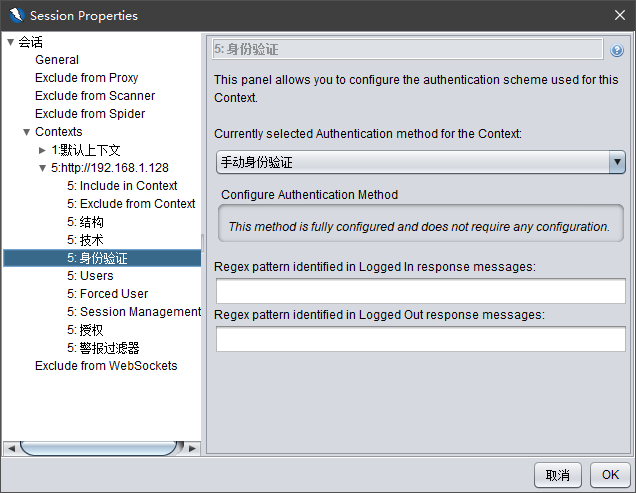 Session Properties
会话
General
Exclude from Proxy
Exclude from Scanner
Exclude from Spider
Contexts
1:默认上下文
5:http://192.168.1.128
5: Include in Context
5: Exclude from Context
5: 结构
5: 技术
5: 身份验证
5: Users
5: Forced User
5: Session Management
5: 授权
5: 警报过滤器
Exclude from WebSockets
5: 身份验证
This panel allows you to configure the authentication scheme used for this
Context.
Currently selected Authentication method for the Context:
手动身份验证
Configure Authentication Method
This method is fully configured and does not require any configuration.
Regex pattern identified in Logged In response messages:
Regex pattern identified in Logged Out response messages:
取消
OK